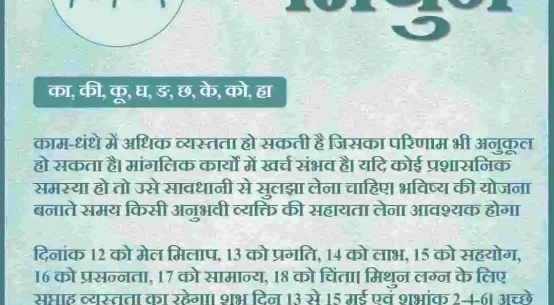 मिथुन
का, की, कू, घ, ङ, छ, के, को, हा
काम-धंधे में अधिक व्यस्तता हो सकती है जिसका परिणाम भी अनुकूल
हो सकता है। मांगलिक कार्यों में खर्च संभव है। यदि कोई प्रशासनिक
समस्या हो तो उसे सावधानी से सुलझा लेना चाहिए। भविष्य की योजना
बनाते समय किसी अनुभवी व्यक्ति की सहायता लेना आवश्यक होगा
दिनांक 12 को मेल मिलाप, 13 को प्रगति, 14 को लाभ, 15 को सहयोग,
16 को प्रसन्नता, 17 को सामान्य, 18 को चिंता। मिथुन लग्न के लिए
सप्ताह व्यस्तता का रहेगा। शुभ दिन 13 से 15 मई एवं शुभांक 2-4-6। अच्छे